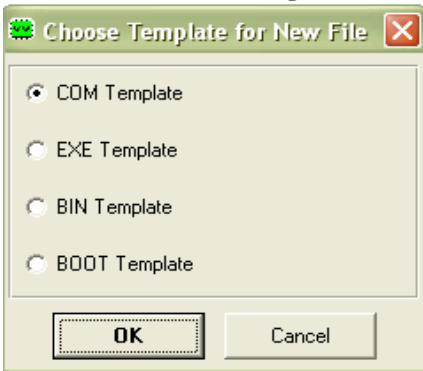 Choose Template for New File
COM Template
EXE Template
BIN Template
BOOT Template
OK Cancel